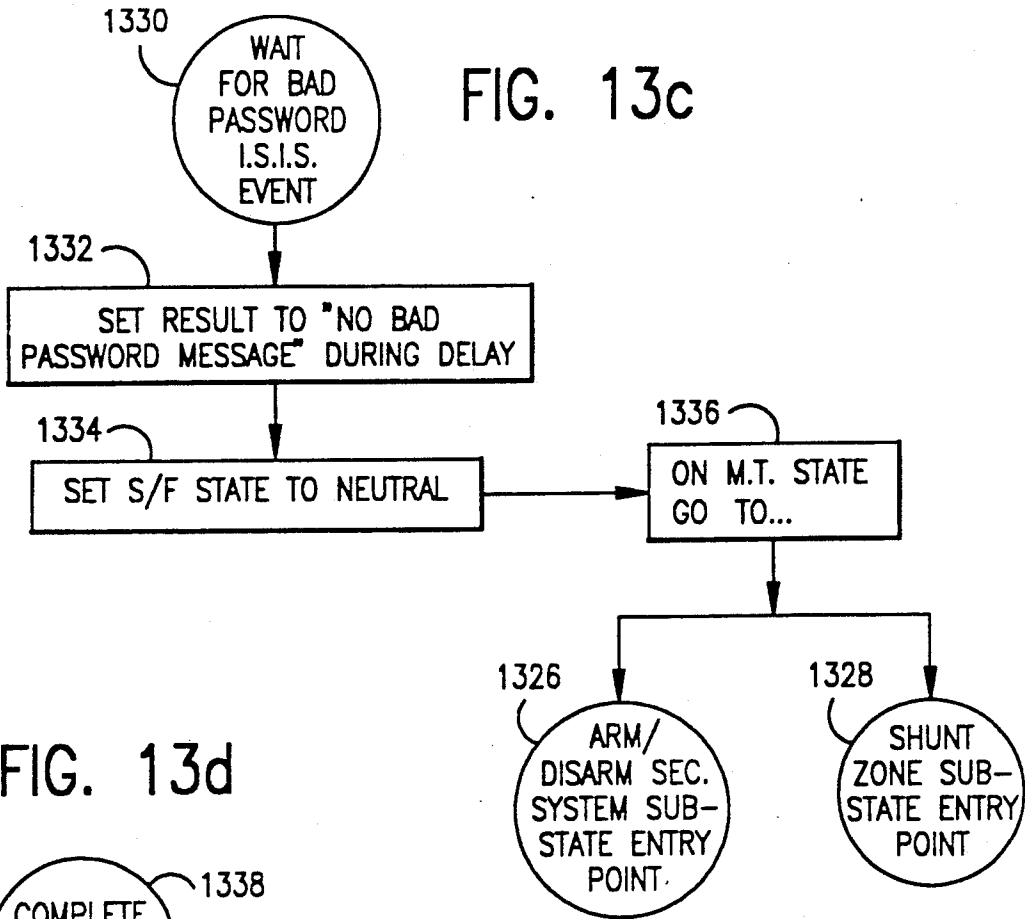 1330
WAIT
FOR BAD
PASSWORD
I.S.I.S.
EVENT
FIG. 13c
1332
SET RESULT TO "NO BAD
PASSWORD MESSAGE" DURING DELAY
1334
SET S/F STATE TO NEUTRAL
1336
ON M.T. STATE
GO TO...
1326
ARM/
DISARM SEC.
SYSTEM SUB-
STATE ENTRY
POINT
1328
SHUNT
ZONE SUB-
STATE ENTRY
POINT
FIG. 13d
1338
COMPLETE